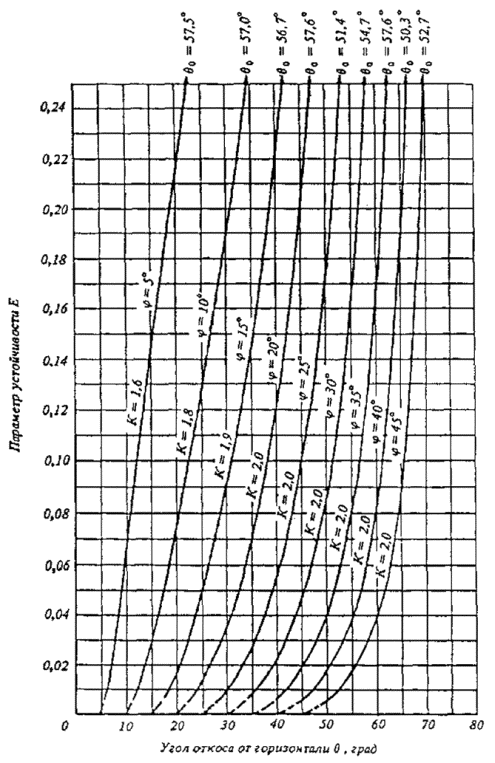 θ₀ = 57,5°
θ₀ = 57,0°
θ₀ = 56,7°
θ₀ = 57,6°
θ₀ = 51,4°
θ₀ = 54,7°
θ₀ = 57,6°
θ₀ = 50,3°
θ₀ = 52,7°
0,24
0,22
0,20
0,18
0,16
0,14
0,12
0,10
0,08
0,06
0,04
0,02
0
Параметр устойчивости E
φ = 5°
φ = 10°
φ = 15°
φ = 20°
φ = 25°
φ = 30°
φ = 35°
φ = 40°
φ = 45°
K = 1,6
K = 1,8
K = 1,9
K = 2,0
K = 2,0
K = 2,0
K = 2,0
K = 2,0
K = 2,0
10 20 30 40 50 60 70 80
Угол откоса от горизонтали θ, град